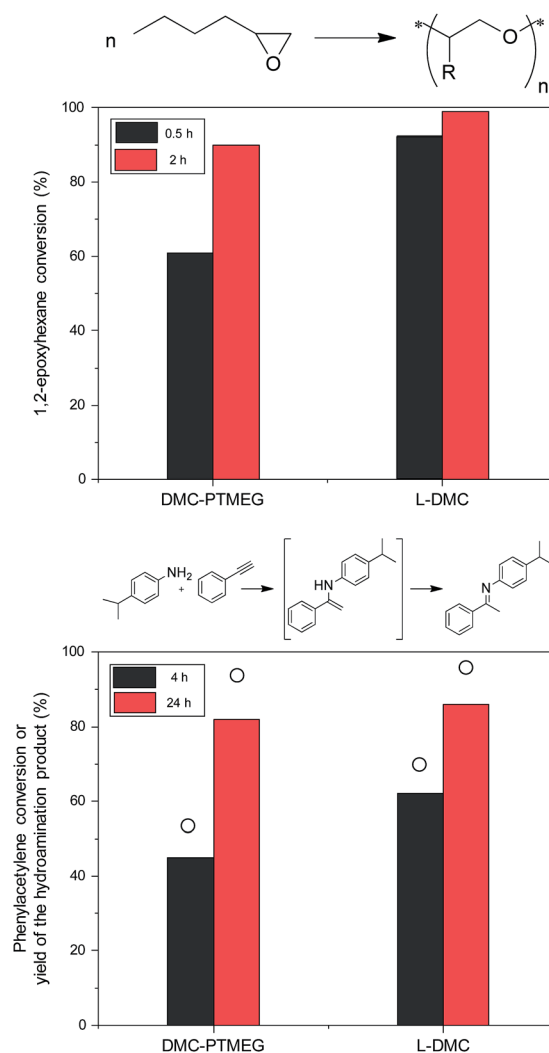 n
O
*
O
*
R
n
100
80
60
40
20
0
0.5 h
2 h
1,2-epoxyhexane conversion (%)
DMC-PTMEG
L-DMC
NH2
+
HN
N
100
80
60
40
20
0
4 h
24 h
Phenylacetylene conversion or
yield of the hydroamination product (%)
DMC-PTMEG
L-DMC